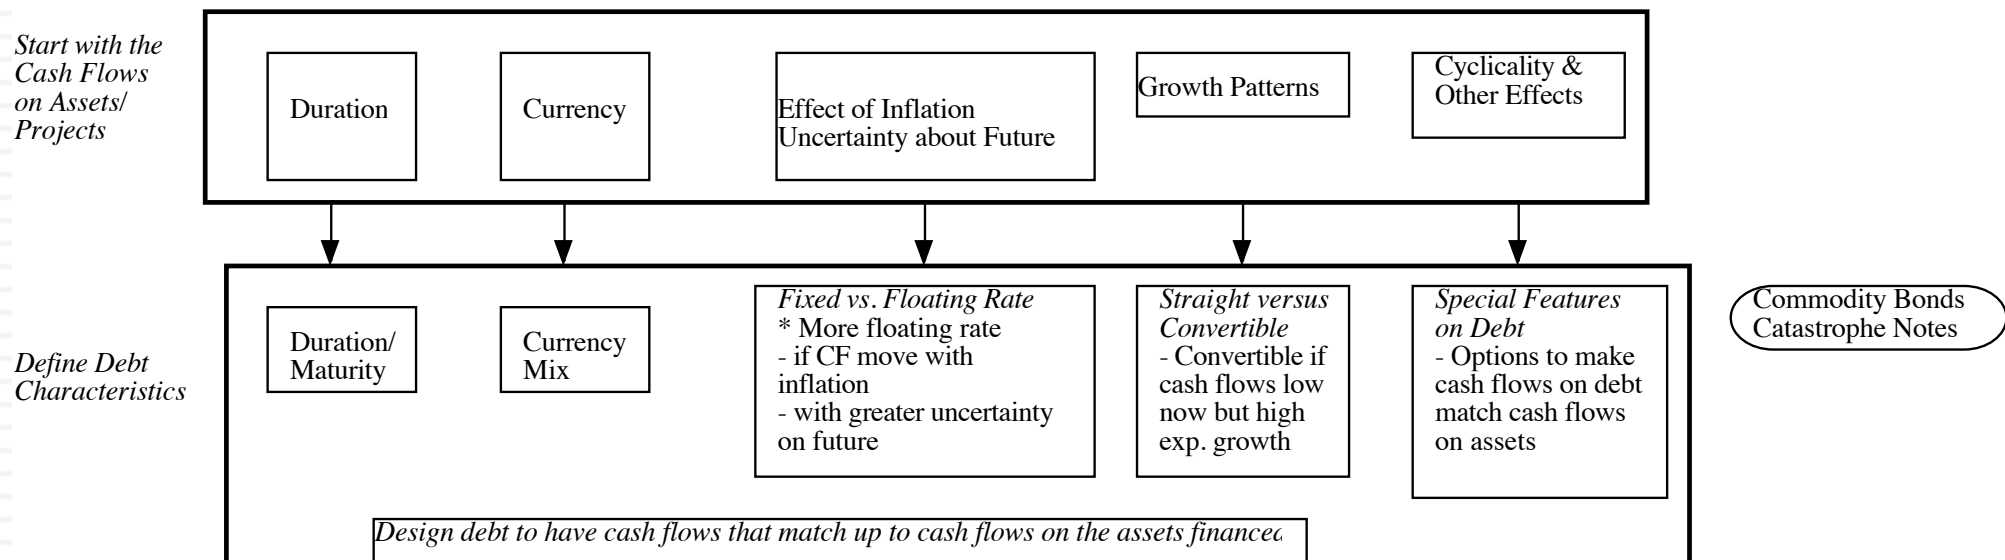 Start with the
Cash Flows
on Assets/
Projects
Duration
Currency
Effect of Inflation
Uncertainty about Future
Growth Patterns
Cyclicality &
Other Effects
Define Debt
Characteristics
Duration/
Maturity
Currency
Mix
Fixed vs. Floating Rate
* More floating rate
- if CF move with
inflation
- with greater uncertainty
on future
Straight versus
Convertible
- Convertible if
cash flows low
now but high
exp. growth
Special Features
on Debt
- Options to make
cash flows on debt
match cash flows
on assets
Commodity Bonds
Catastrophe Notes
Design debt to have cash flows that match up to cash flows on the assets financed